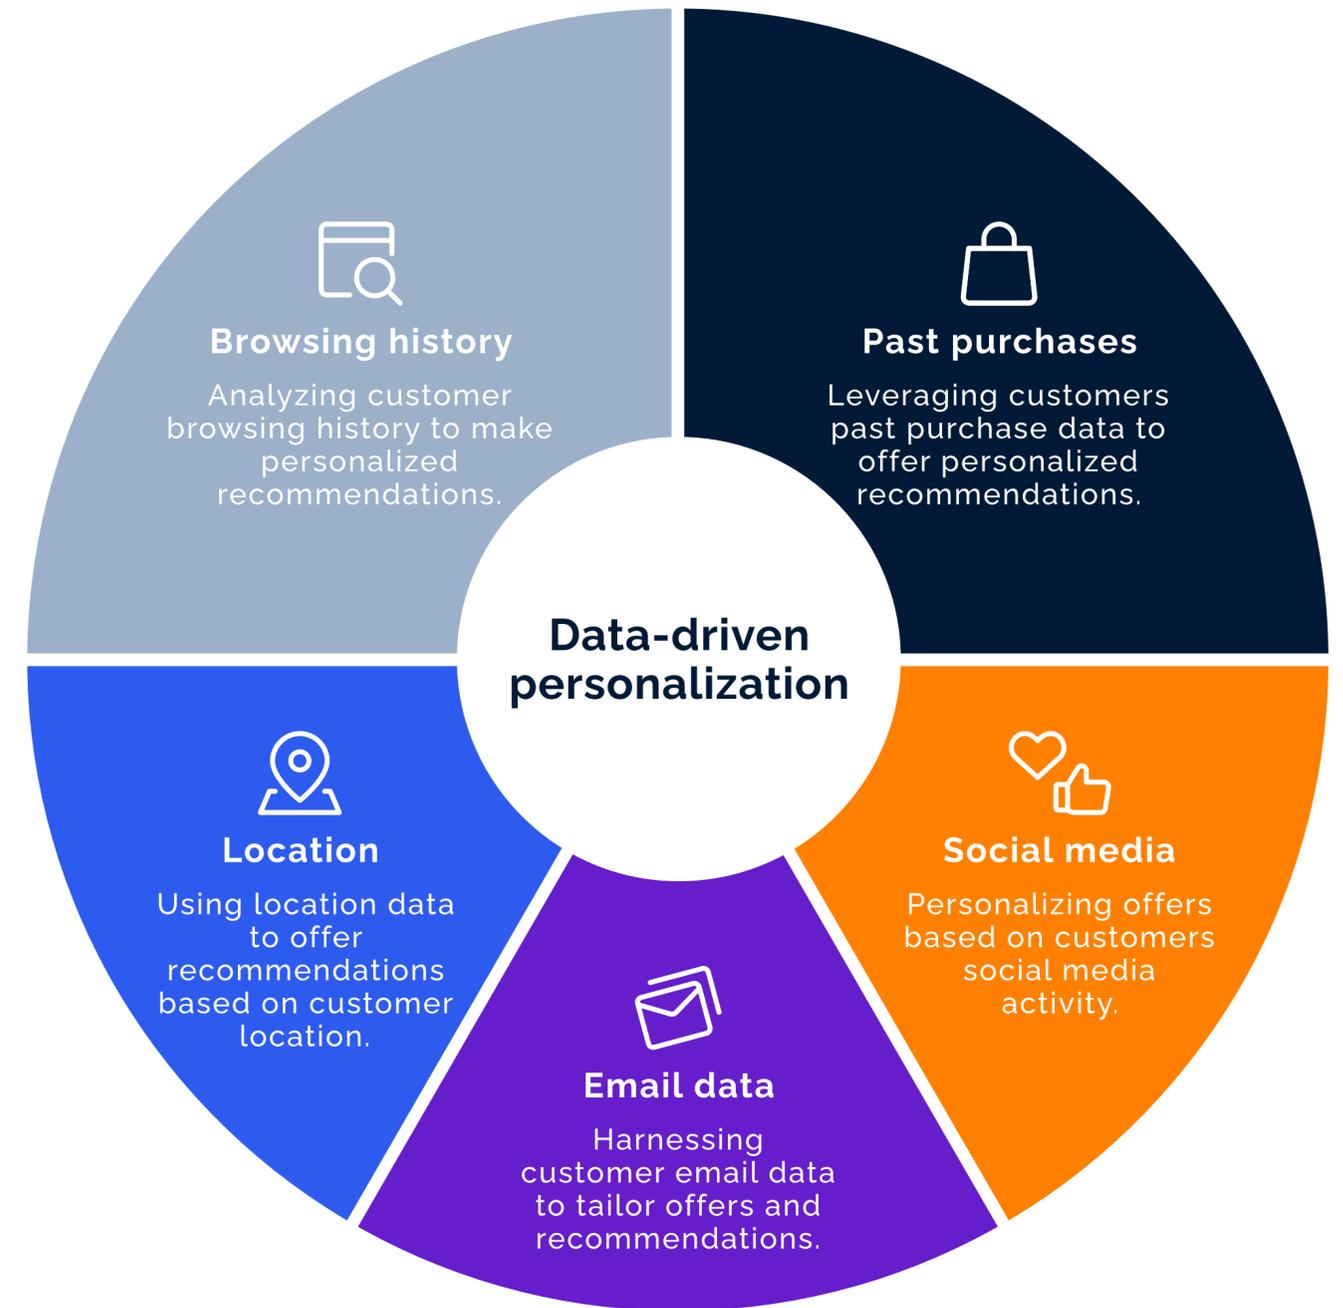 Browsing history
Analyzing customer
browsing history to make
personalized
recommendations.
Past purchases
Leveraging customers
past purchase data to
offer personalized
recommendations.
Data-driven
personalization
Location
Using location data
to offer
recommendations
based on customer
location.
Social media
Personalizing offers
based on customers
social media
activity.
Email data
Harnessing
customer email data
to tailor offers and
recommendations.